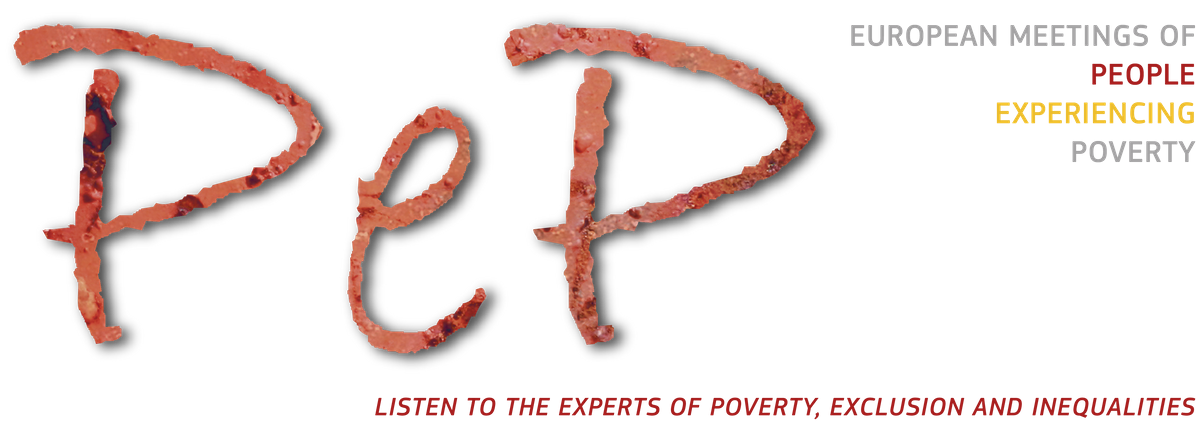 PeP
EUROPEAN MEETINGS OF
PEOPLE
EXPERIENCING
POVERTY
LISTEN TO THE EXPERTS OF POVERTY, EXCLUSION AND INEQUALITIES